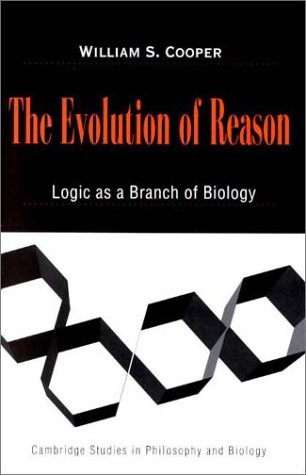 WILLIAM S. COOPER
The Evolution of Reason
Logic as a Branch of Biology
Cambridge Studies in Philosophy and Biology